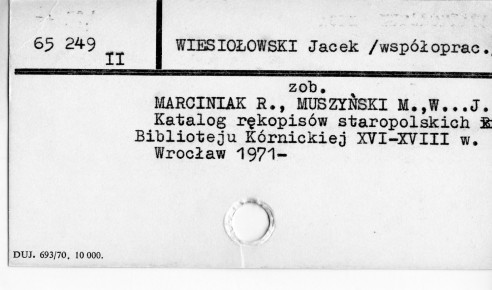 65 249
II
WIESIOŁOWSKI Jacek /współoprac.
zob.
MARCINIAK R., MUSZYŃSKI M.,W...J.
Katalog rękopisów staropolskich
Biblioteju Kórnickiej XVI-XVIII w.
Wrocław 1971-
DUJ. 693/70, 10 000.